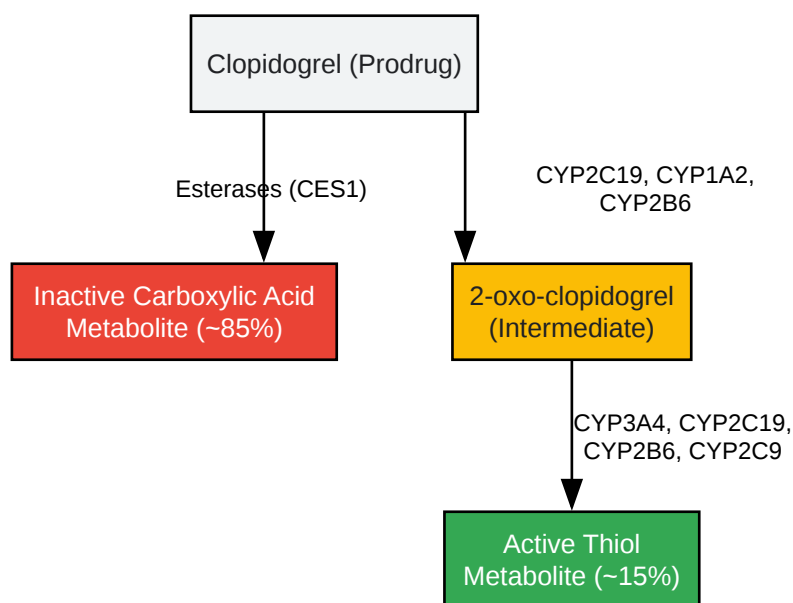 Clopidogrel (Prodrug)
Esterases (CES1)
CYP2C19, CYP1A2,
CYP2B6
Inactive Carboxylic Acid
Metabolite (~85%)
2-oxo-clopidogrel
(Intermediate)
CYP3A4, CYP2C19,
CYP2B6, CYP2C9
Active Thiol
Metabolite (~15%)